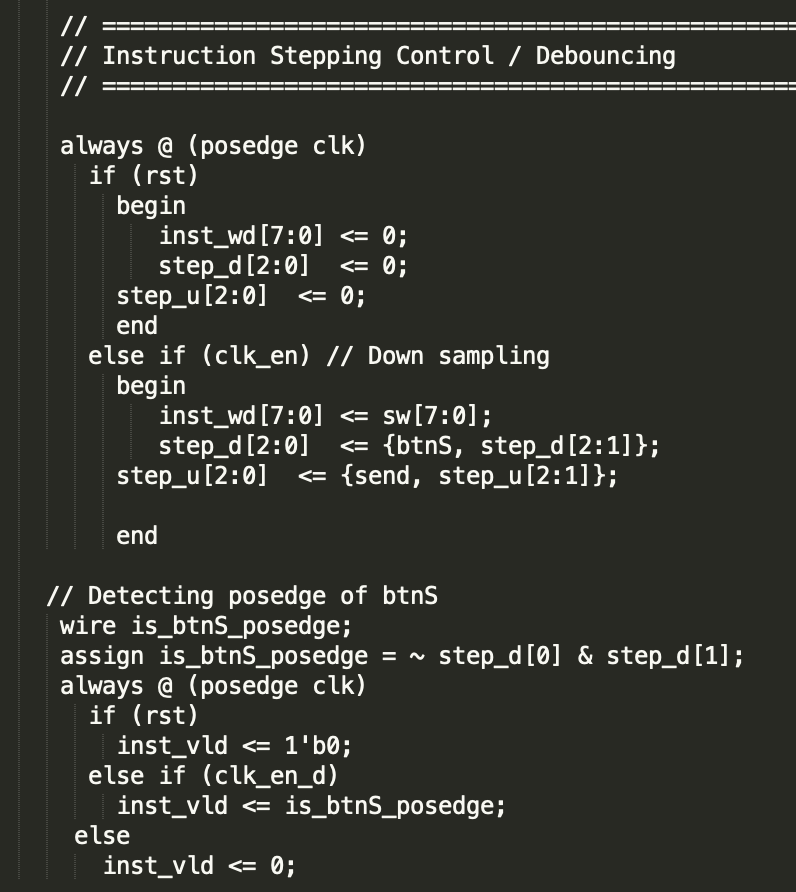 // =================================================
// Instruction Stepping Control / Debouncing
// =================================================
always @ (posedge clk)
if (rst)
begin
inst_wd[7:0] <= 0;
step_d[2:0]  <= 0;
step_u[2:0]  <= 0;
end
else if (clk_en) // Down sampling
begin
inst_wd[7:0] <= sw[7:0];
step_d[2:0]  <= {btnS, step_d[2:1]};
step_u[2:0]  <= {send, step_u[2:1]};
end
// Detecting posedge of btnS
wire is_btnS_posedge;
assign is_btnS_posedge = ~ step_d[0] & step_d[1];
always @ (posedge clk)
if (rst)
inst_vld <= 1'b0;
else if (clk_en_d)
inst_vld <= is_btnS_posedge;
else
inst_vld <= 0;